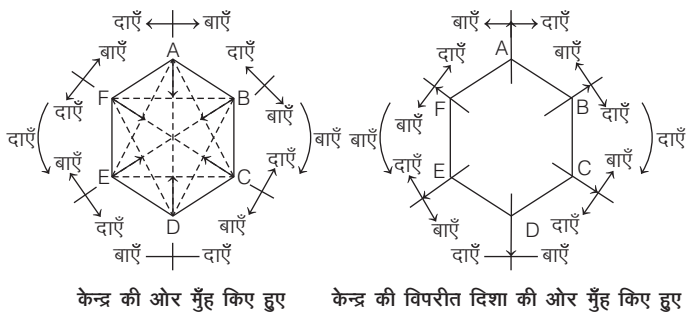 दाएँ बाएँ
A
बाएँ दाएँ
F B
दाएँ बाएँ
दाएँ बाएँ
बाएँ दाएँ
E C
दाएँ बाएँ
D
बाएँ दाएँ
केन्द्र की ओर मुँह किए हुए
बाएँ दाएँ
A
दाएँ बाएँ
F B
बाएँ दाएँ
बाएँ दाएँ
दाएँ बाएँ
E C
बाएँ दाएँ
D
दाएँ बाएँ
केन्द्र की विपरीत दिशा की ओर मुँह किए हुए